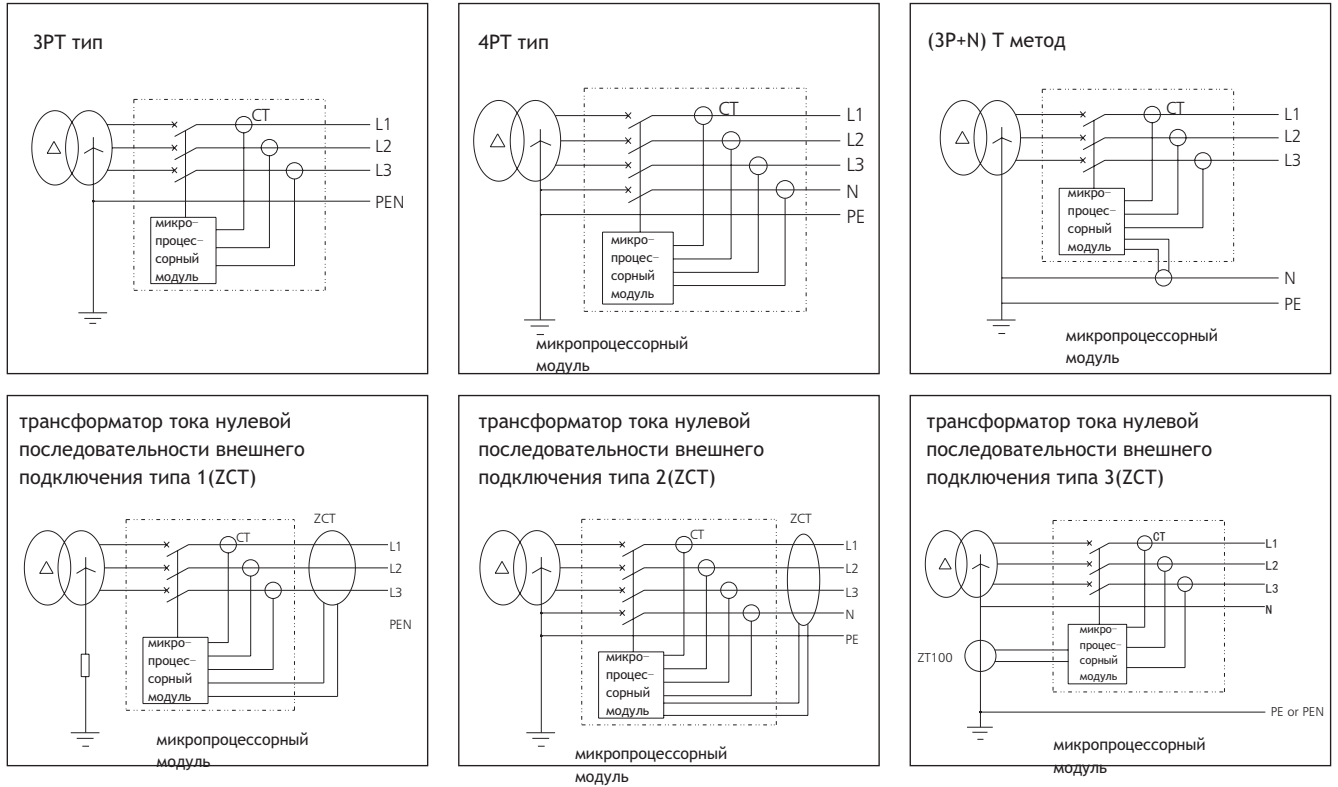 3PT тип
CT
L1
L2
L3
PEN
микро-
процес-
сорный
модуль
4PT тип
CT
L1
L2
L3
N
PE
микро-
процес-
сорный
модуль
микропроцессорный
модуль
(3P+N) T метод
CT
L1
L2
L3
микро-
процес-
сорный
модуль
N
PE
микропроцессорный
модуль
трансформатор тока нулевой
последовательности внешнего
подключения типа 1(ZCT)
ZCT
CT
L1
L2
L3
PEN
микро-
процес-
сорный
модуль
микропроцессорный
модуль
трансформатор тока нулевой
последовательности внешнего
подключения типа 2(ZCT)
ZCT
CT
L1
L2
L3
N
PE
микро-
процес-
сорный
модуль
микропроцессорный
модуль
трансформатор тока нулевой
последовательности внешнего
подключения типа 3(ZCT)
CT
L1
L2
L3
N
микро-
процес-
сорный
модуль
ZT100
PE or PEN
микропроцессорный
модуль